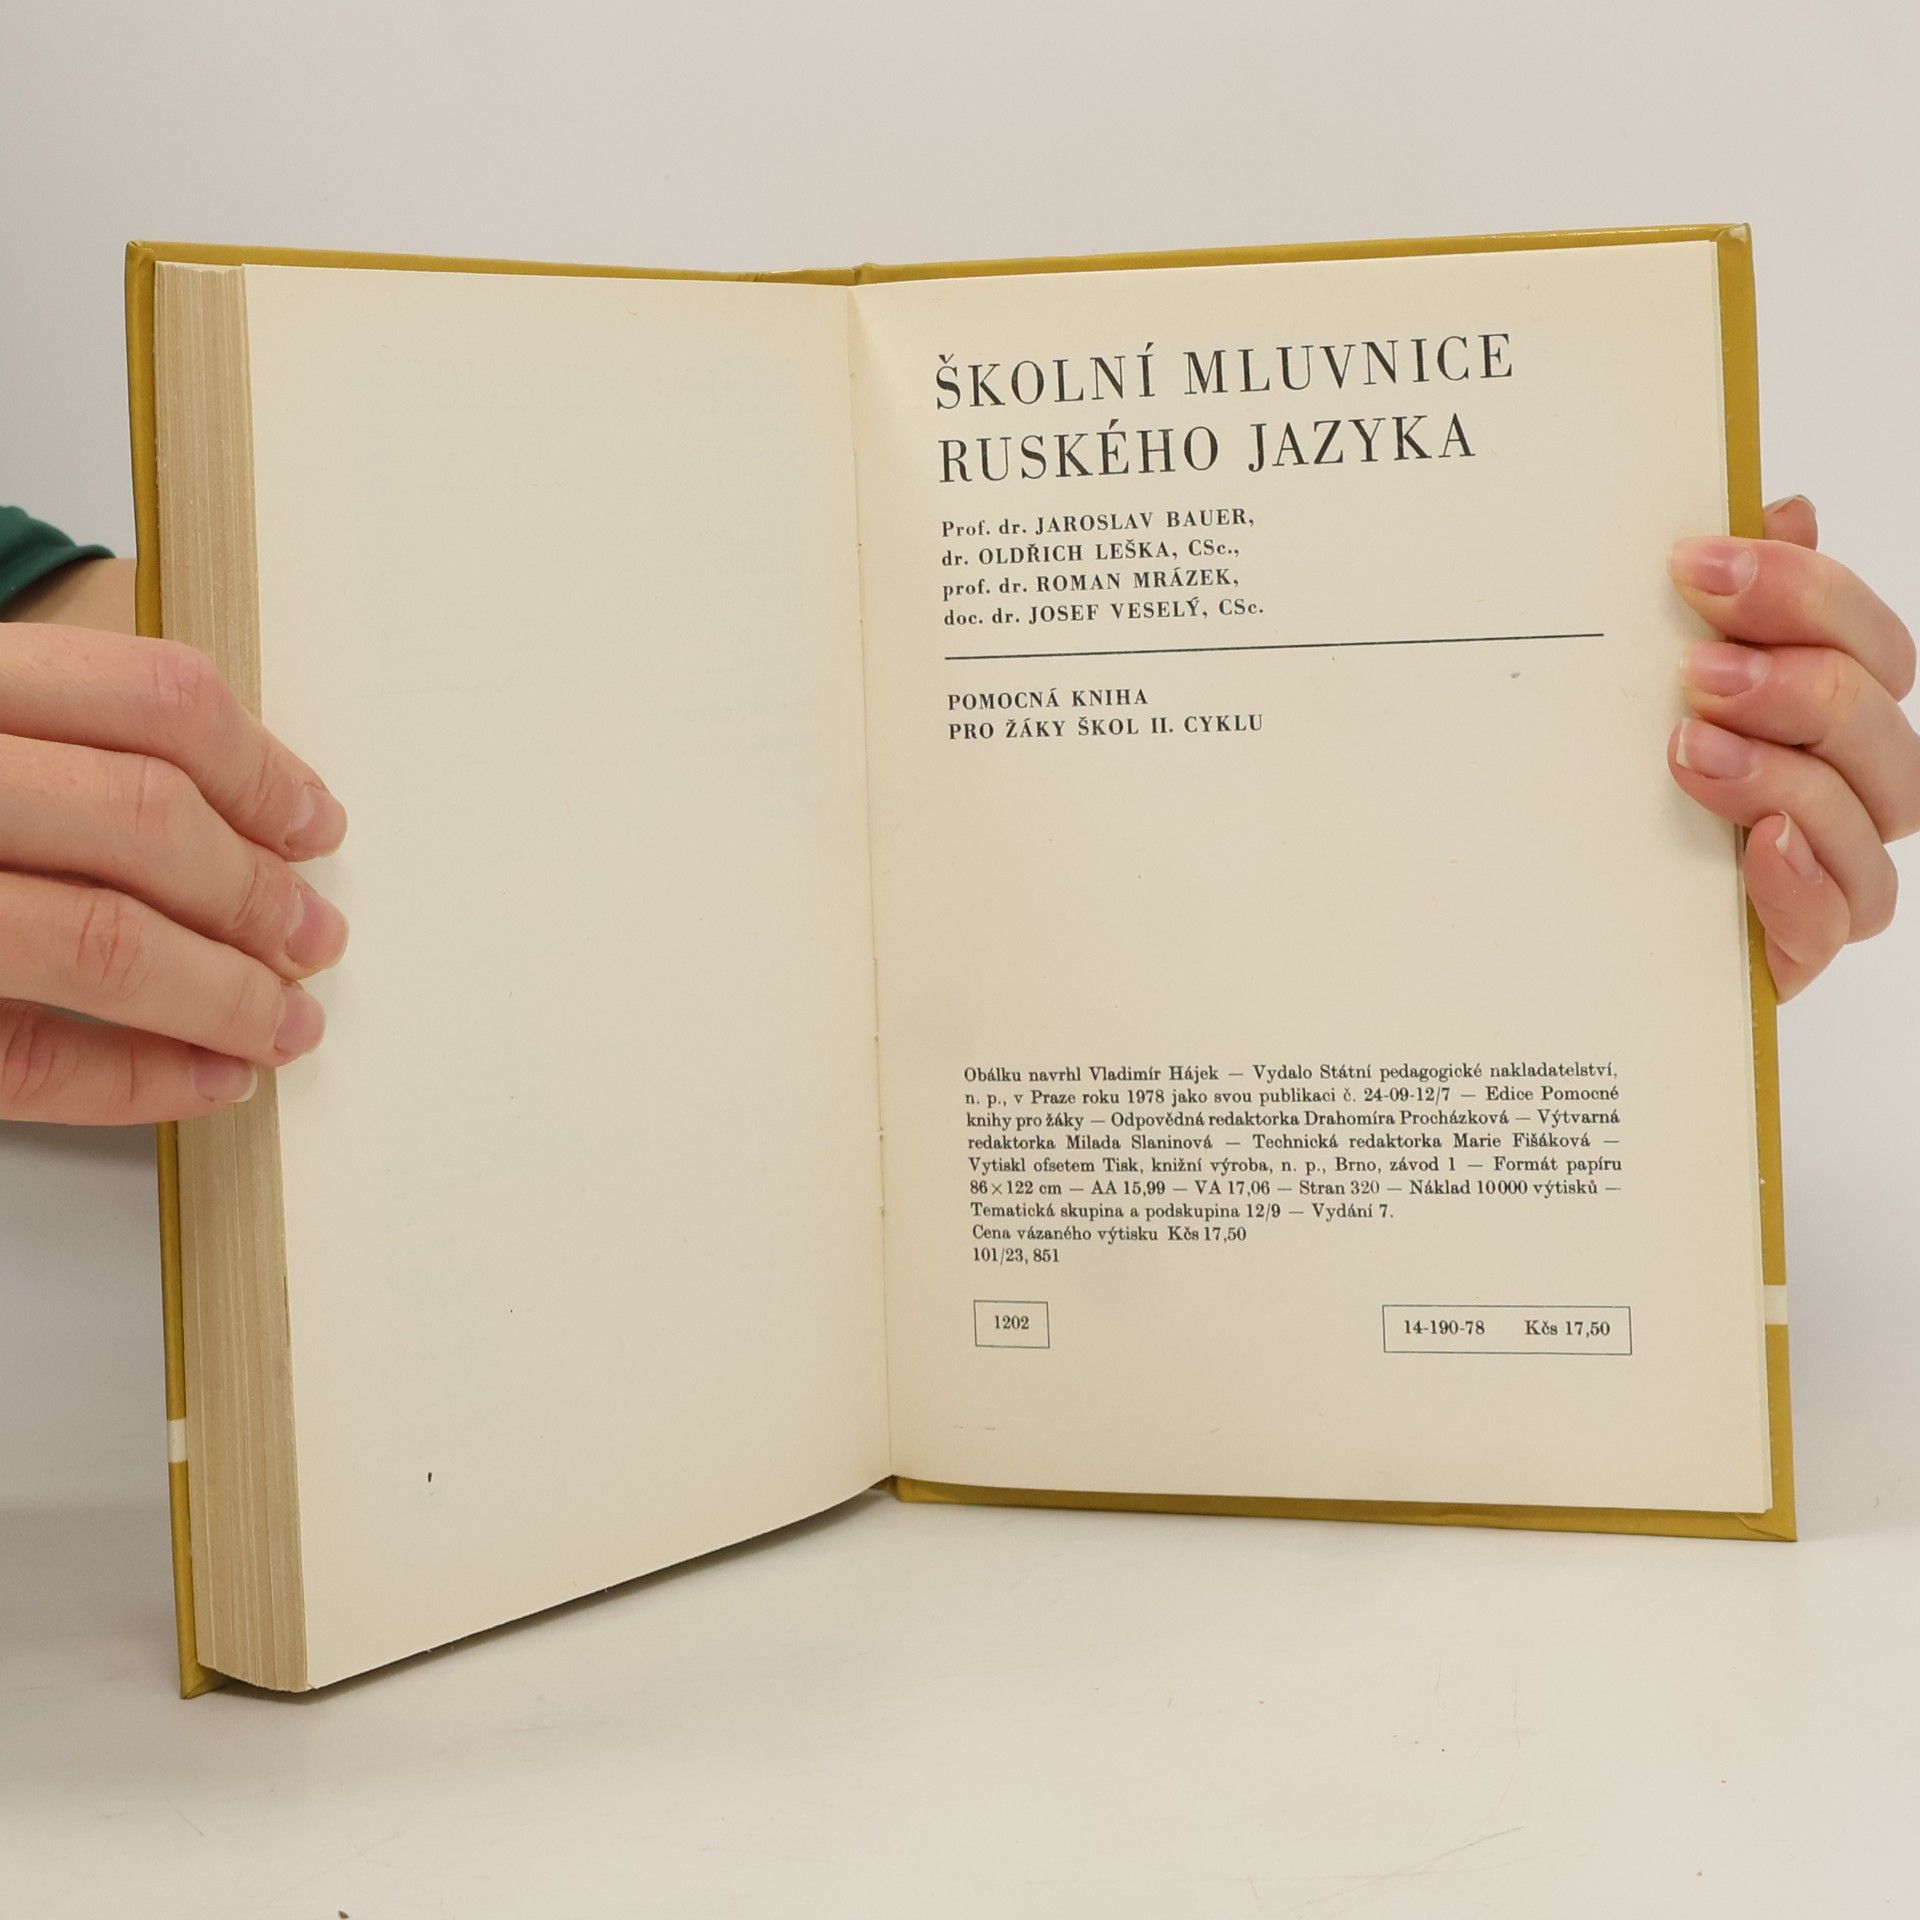 ŠKOLNÍ MLUVNICE
RUSKÉHO JAZYKA
Prof. dr. JAROSLAV BAUER,
dr. OLDŘICH LEŠKA, CSc.,
prof. dr. ROMAN MRÁZEK,
doc. dr. JOSEF VESELÝ, CSc.
POMOCNÁ KNIHA
PRO ŽÁKY ŠKOL II. CYKLU
Obálku navrhl Vladimír Hájek — Vydalo Státní pedagogické nakladatelství,
n. p., v Praze roku 1978 jako svou publikaci č. 24-09-12/7 — Edice Pomocné
knihy pro žáky — Odpovědná redaktorka Drahomíra Procházková — Výtvarná
redaktorka Milada Slaninová — Technická redaktorka Marie Fišáková —
Vytiskl ofsetem Tisk, knižní výroba, n. p., Brno, závod 1 — Formát papíru
86×122 cm — AA 15,99 — VA 17,06 — Stran 320 — Náklad 10000 výtisků —
Tematická skupina a podskupina 12/9 — Vydání 7.
Cena vázaného výtisku Kčs 17,50
101/23, 851
1202
14-190-78 Kčs 17,50